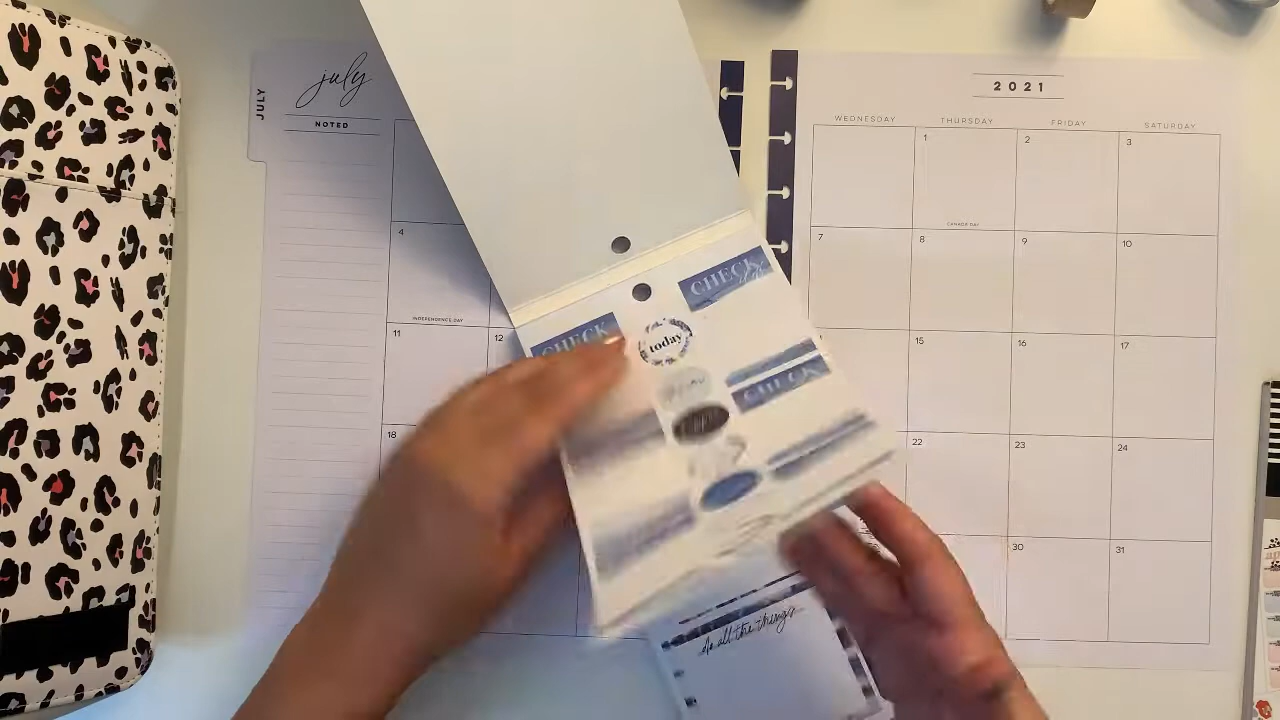 JULY
july
NOTED
2021
WEDNESDAY THURSDAY FRIDAY SATURDAY
1 2 3
CANADA DAY
4 7 8 9 10
INDEPENDENCE DAY
11 12 15 16 17
18 22 23 24
30 31
CHECK
CHECK
today
CHECK
do all the things